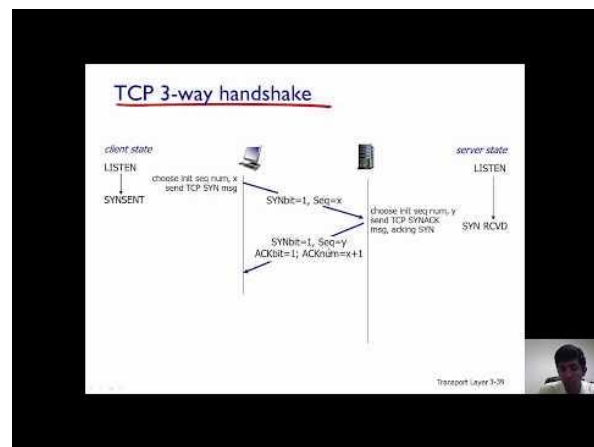 TCP 3-way handshake
client state
server state
LISTEN
LISTEN
choose init seq num, x
send TCP SYN msg
SYNSENT
SYNbit=1, Seq=x
choose init seq num, y
send TCP SYNACK
msg, acking SYN
SYN RCVD
SYNbit=1, Seq=y
ACKbit=1; ACKnum=x+1
Transport Layer 3-39